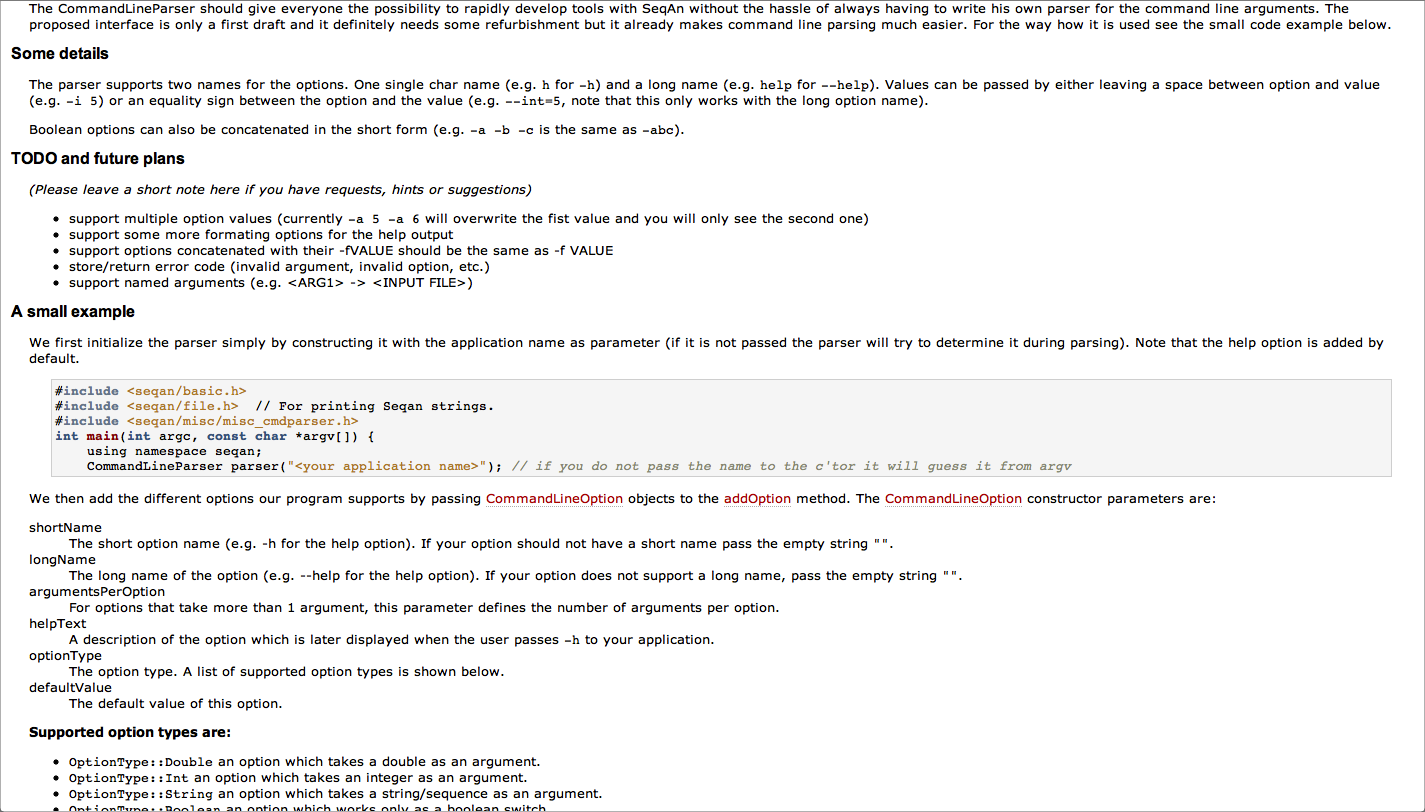 The CommandLineParser should give everyone the possibility to rapidly develop tools with SeqAn without the hassle of always having to write his own parser for the command line arguments. The
proposed interface is only a first draft and it definitely needs some refurbishment but it already makes command line parsing much easier. For the way how it is used see the small code example below.
Some details
The parser supports two names for the options. One single char name (e.g. h for -h) and a long name (e.g. help for --help). Values can be passed by either leaving a space between option and value
(e.g. -i 5) or an equality sign between the option and the value (e.g. --int=5, note that this only works with the long option name).
Boolean options can also be concatenated in the short form (e.g. -a -b -c is the same as -abc).
TODO and future plans
(Please leave a short note here if you have requests, hints or suggestions)
• support multiple option values (currently -a 5 -a 6 will overwrite the fist value and you will only see the second one)
• support some more formating options for the help output
• support options concatenated with their -fVALUE should be the same as -f VALUE
• store/return error code (invalid argument, invalid option, etc.)
• support named arguments (e.g. <ARG1> -> <INPUT FILE>)
A small example
We first initialize the parser simply by constructing it with the application name as parameter (if it is not passed the parser will try to determine it during parsing). Note that the help option is added by
default.
#include <seqan/basic.h>
#include <seqan/file.h>  // For printing Seqan strings.
#include <seqan/misc/misc_cmdparser.h>
int main(int argc, const char *argv[]) {
    using namespace seqan;
    CommandLineParser parser("<your application name>"); // if you do not pass the name to the c'tor it will guess it from argv
We then add the different options our program supports by passing CommandLineOption objects to the addOption method. The CommandLineOption constructor parameters are:
shortName
The short option name (e.g. -h for the help option). If your option should not have a short name pass the empty string "".
longName
The long name of the option (e.g. --help for the help option). If your option does not support a long name, pass the empty string "".
argumentsPerOption
For options that take more than 1 argument, this parameter defines the number of arguments per option.
helpText
A description of the option which is later displayed when the user passes -h to your application.
optionType
The option type. A list of supported option types is shown below.
defaultValue
The default value of this option.
Supported option types are:
• OptionType::Double an option which takes a double as an argument.
• OptionType::Int an option which takes an integer as an argument.
• OptionType::String an option which takes a string/sequence as an argument.
• OptionType::Boolean an option which works only as a boolean switch.